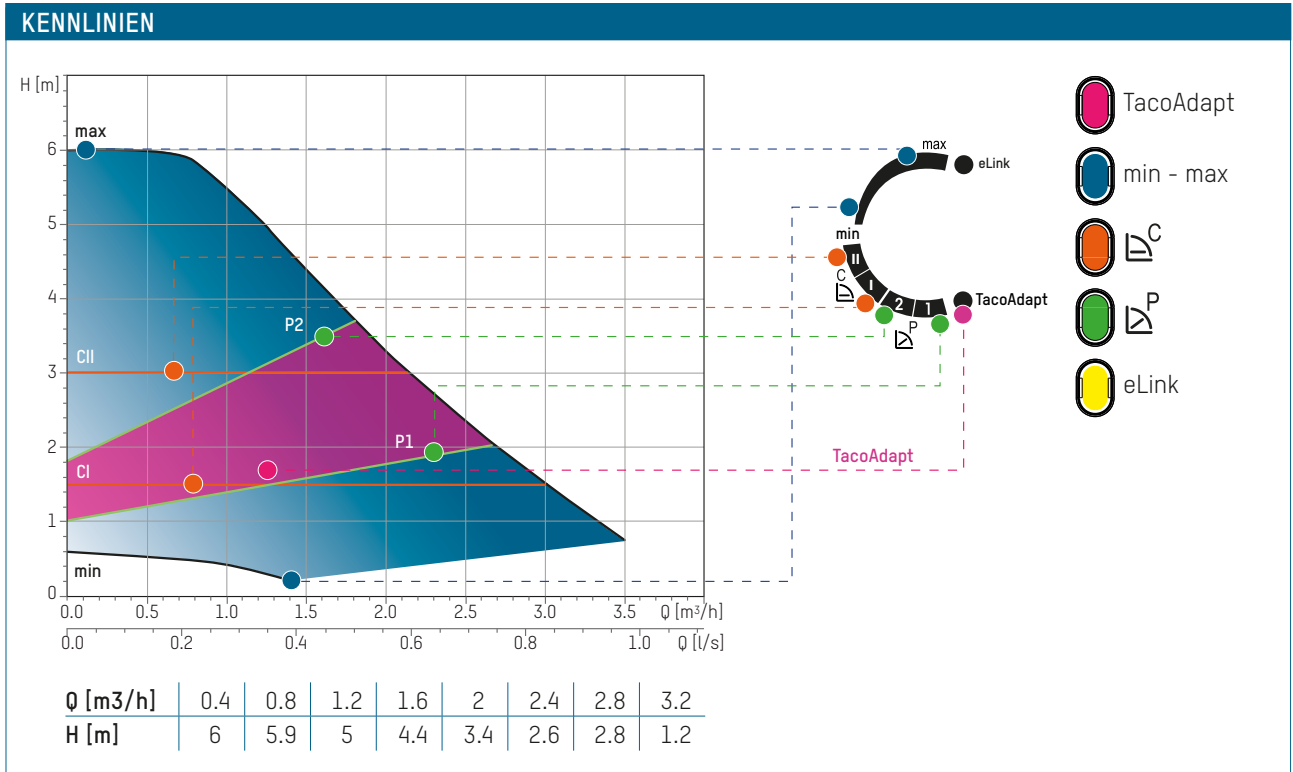 KENNLINIEN
H [m]
6
5
4
3
2
1
0
max
P2
CII
P1
CI
min
0.0 0.5 1.0 1.5 2.0 2.5 3.0 3.5 Q [m³/h]
0.0 0.2 0.4 0.6 0.8 1.0 Q [l/s]
max
eLink
min
II
C
I
2
1
P
TacoAdapt
TacoAdapt
TacoAdapt
min - max
C
P
eLink
Q [m3/h] 0.4 0.8 1.2 1.6 2 2.4 2.8 3.2
H [m] 6 5.9 5 4.4 3.4 2.6 2.8 1.2